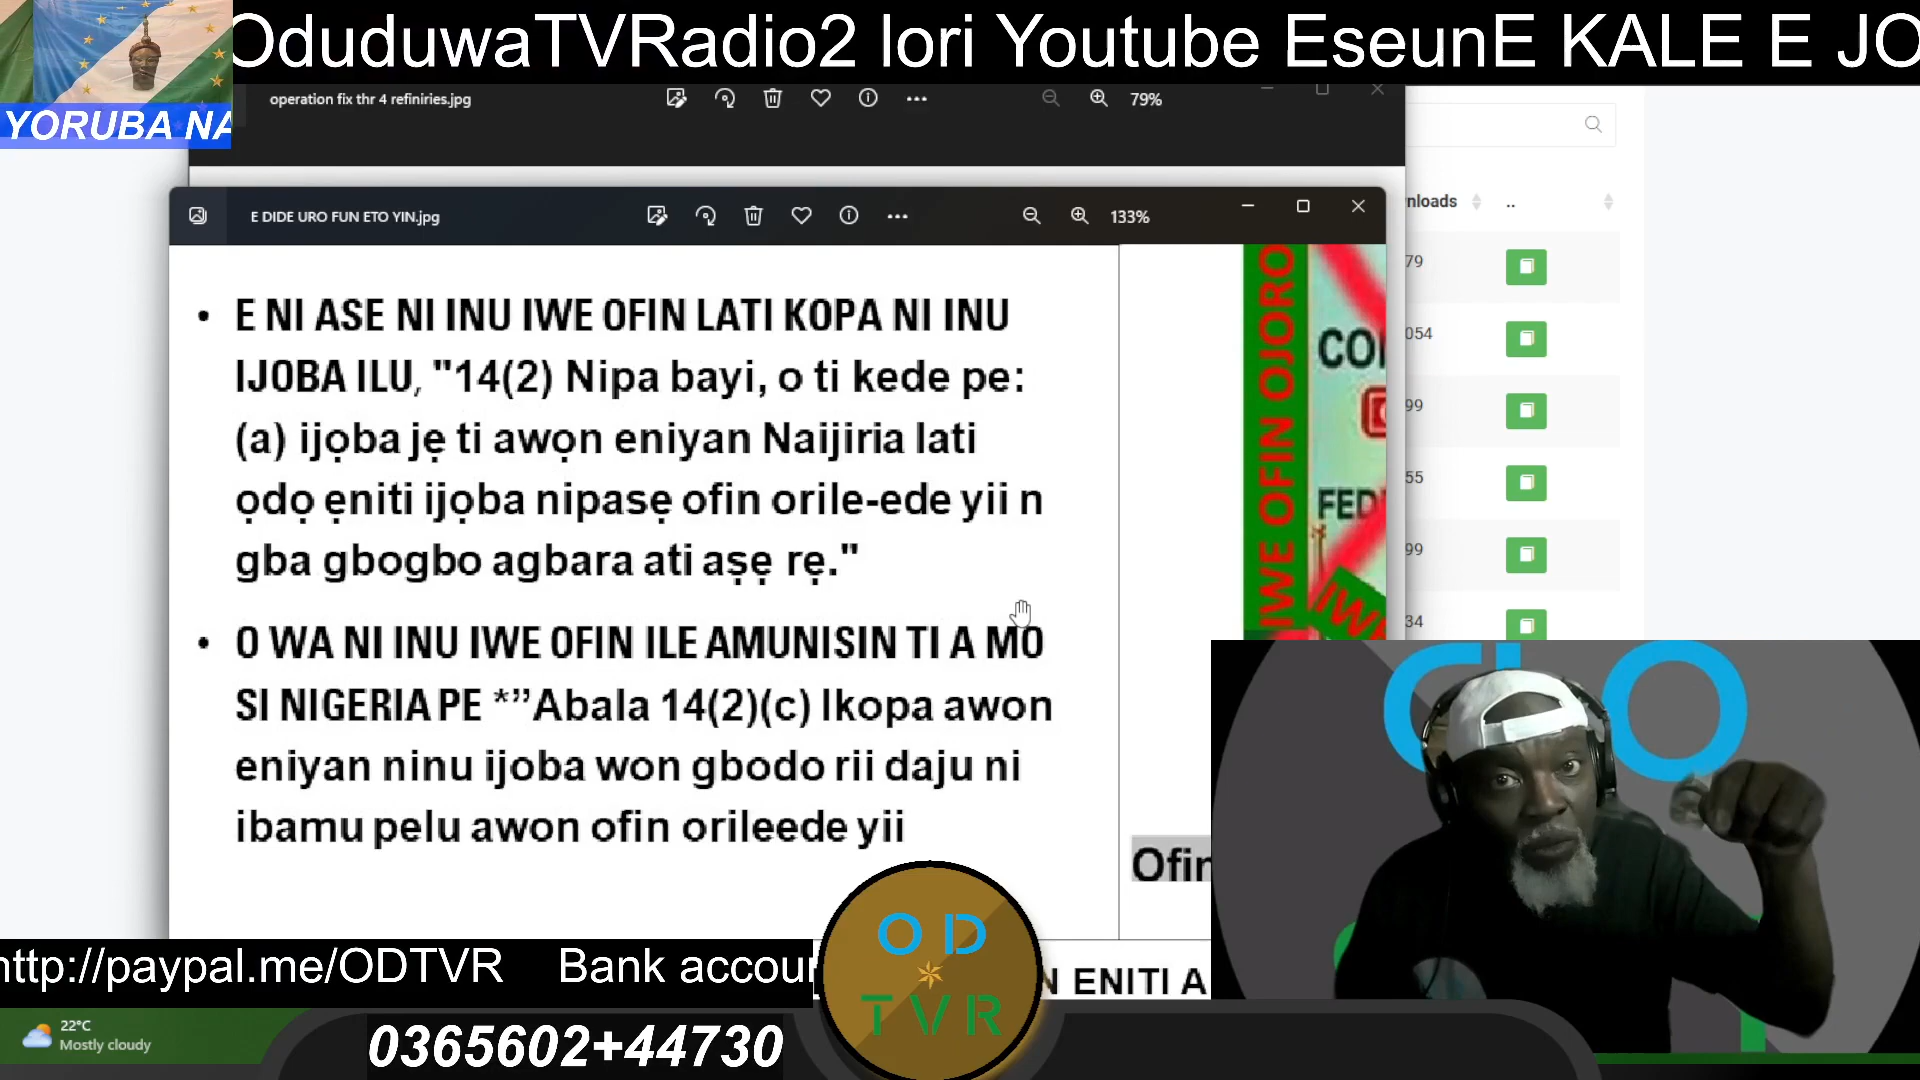 OduduwaTVRadio2 lori Youtube EseunE KALE E JO
YORUBA NA
operation fix thr 4 refiniries.jpg
79%
E DIDE URO FUN ETO YIN.jpg
133%
nloads ..
79
054
99
55
99
34
• E NI ASE NI INU IWE OFIN LATI KOPA NI INU
IJOBA ILU, "14(2) Nipa bayi, o ti kede pe:
(a) ijọba jẹ ti awọn eniyan Naijiria lati
ọdọ ẹniti ijọba nipasẹ ofin orile-ede yii n
gba gbogbo agbara ati aṣẹ rẹ."
• O WA NI INU IWE OFIN ILE AMUNISIN TI A MO
SI NIGERIA PE *”Abala 14(2)(c) Ikopa awon
eniyan ninu ijoba won gbodo rii daju ni
ibamu pelu awon ofin orileede yii
IWE OFIN OJORO
CO
FED
IW
Ofin
N ENITI A
http://paypal.me/ODTVR Bank accou
O D
TVR
22°C
Mostly cloudy
0365602+44730